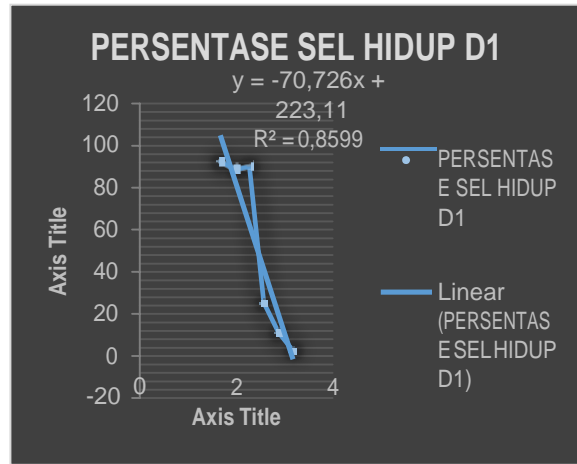 PERSENTASE SEL HIDUP D1
y = -70,726x +
223,11
R² = 0,8599
120
100
80
60
40
20
0
-20
Axis Title
0 2 4
Axis Title
PERSENTAS
E SEL HIDUP
D1
Linear
(PERSENTAS
E SEL HIDUP
D1)